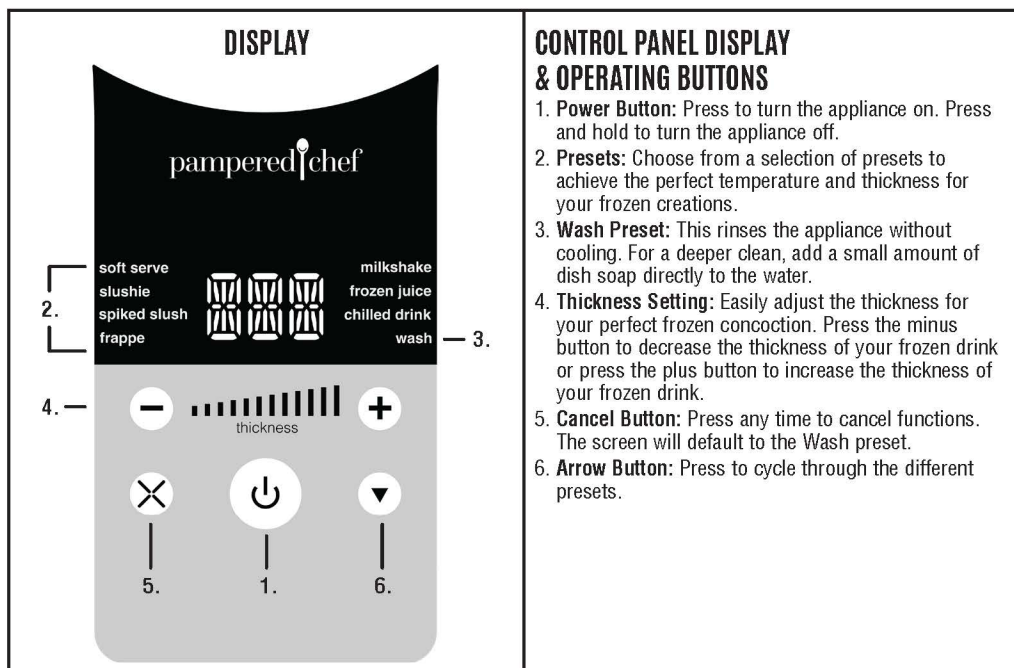 DISPLAY
pampered chef
soft serve
slushie
spiked slush
frappe
milkshake
frozen juice
chilled drink
wash
2.
3.
4.
thickness
5.
1.
6.
CONTROL PANEL DISPLAY
& OPERATING BUTTONS
1. Power Button: Press to turn the appliance on. Press
and hold to turn the appliance off.
2. Presets: Choose from a selection of presets to
achieve the perfect temperature and thickness for
your frozen creations.
3. Wash Preset: This rinses the appliance without
cooling. For a deeper clean, add a small amount of
dish soap directly to the water.
4. Thickness Setting: Easily adjust the thickness for
your perfect frozen concoction. Press the minus
button to decrease the thickness of your frozen drink
or press the plus button to increase the thickness of
your frozen drink.
5. Cancel Button: Press any time to cancel functions.
The screen will default to the Wash preset.
6. Arrow Button: Press to cycle through the different
presets.